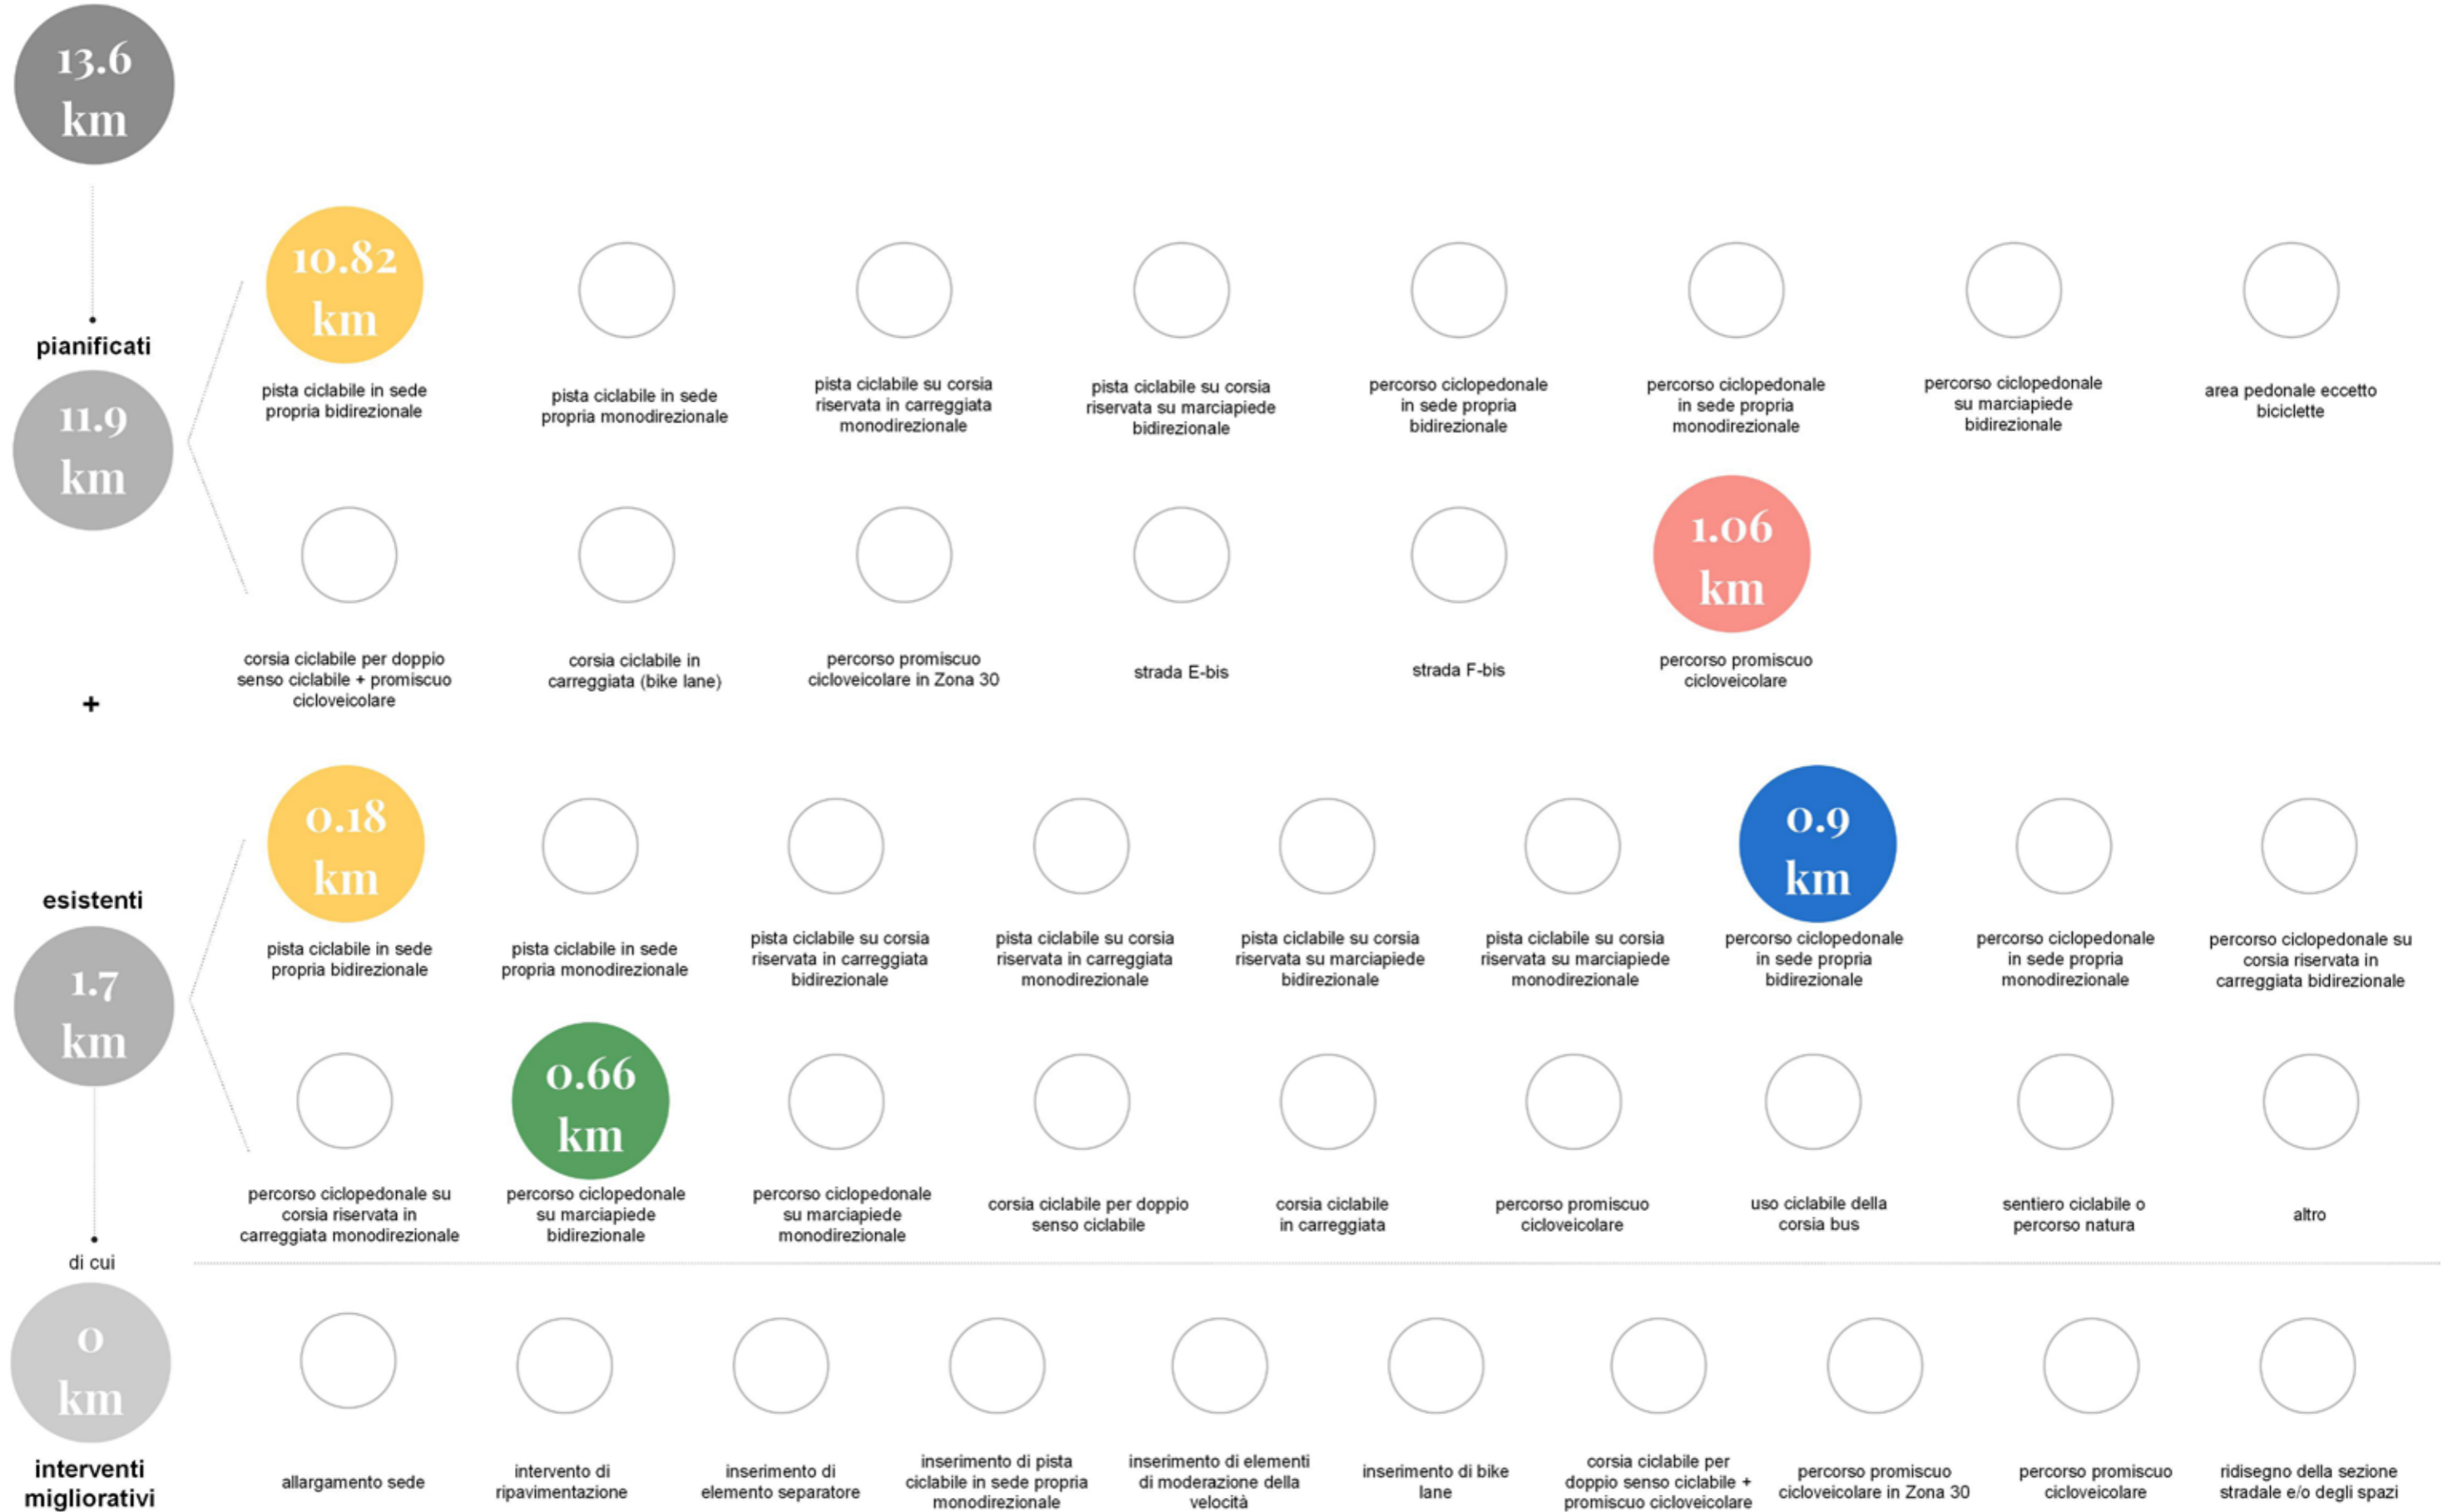 13.6
km
pianificati
11.9
km
10.82
km
pista ciclabile in sede
propria bidirezionale
pista ciclabile in sede
propria monodirezionale
pista ciclabile su corsia
riservata in carreggiata
monodirezionale
pista ciclabile su corsia
riservata su marciapiede
bidirezionale
percorso ciclopedonale
in sede propria
bidirezionale
percorso ciclopedonale
in sede propria
monodirezionale
percorso ciclopedonale
su marciapiede
bidirezionale
area pedonale eccetto
biciclette
corsia ciclabile per doppio
senso ciclabile + promiscuo
cicloveicolare
corsia ciclabile in
carreggiata (bike lane)
percorso promiscuo
cicloveicolare in Zona 30
strada E-bis
strada F-bis
1.06
km
percorso promiscuo
cicloveicolare
+
esistenti
1.7
km
0.18
km
pista ciclabile in sede
propria bidirezionale
pista ciclabile in sede
propria monodirezionale
pista ciclabile su corsia
riservata in carreggiata
bidirezionale
pista ciclabile su corsia
riservata in carreggiata
monodirezionale
pista ciclabile su corsia
riservata su marciapiede
bidirezionale
pista ciclabile su corsia
riservata su marciapiede
monodirezionale
0.9
km
percorso ciclopedonale
in sede propria
bidirezionale
percorso ciclopedonale
in sede propria
monodirezionale
percorso ciclopedonale su
corsia riservata in
carreggiata bidirezionale
percorso ciclopedonale su
corsia riservata in
carreggiata monodirezionale
0.66
km
percorso ciclopedonale
su marciapiede
bidirezionale
percorso ciclopedonale
su marciapiede
monodirezionale
corsia ciclabile per doppio
senso ciclabile
corsia ciclabile
in carreggiata
percorso promiscuo
cicloveicolare
uso ciclabile della
corsia bus
sentiero ciclabile o
percorso natura
altro
di cui
0
km
interventi
migliorativi
allargamento sede
intervento di
ripavimentazione
inserimento di
elemento separatore
inserimento di pista
ciclabile in sede propria
monodirezionale
inserimento di elementi
di moderazione della
velocità
inserimento di bike
lane
corsia ciclabile per
doppio senso ciclabile +
promiscuo cicloveicolare
percorso promiscuo
cicloveicolare in Zona 30
percorso promiscuo
cicloveicolare
ridisegno della sezione
stradale e/o degli spazi